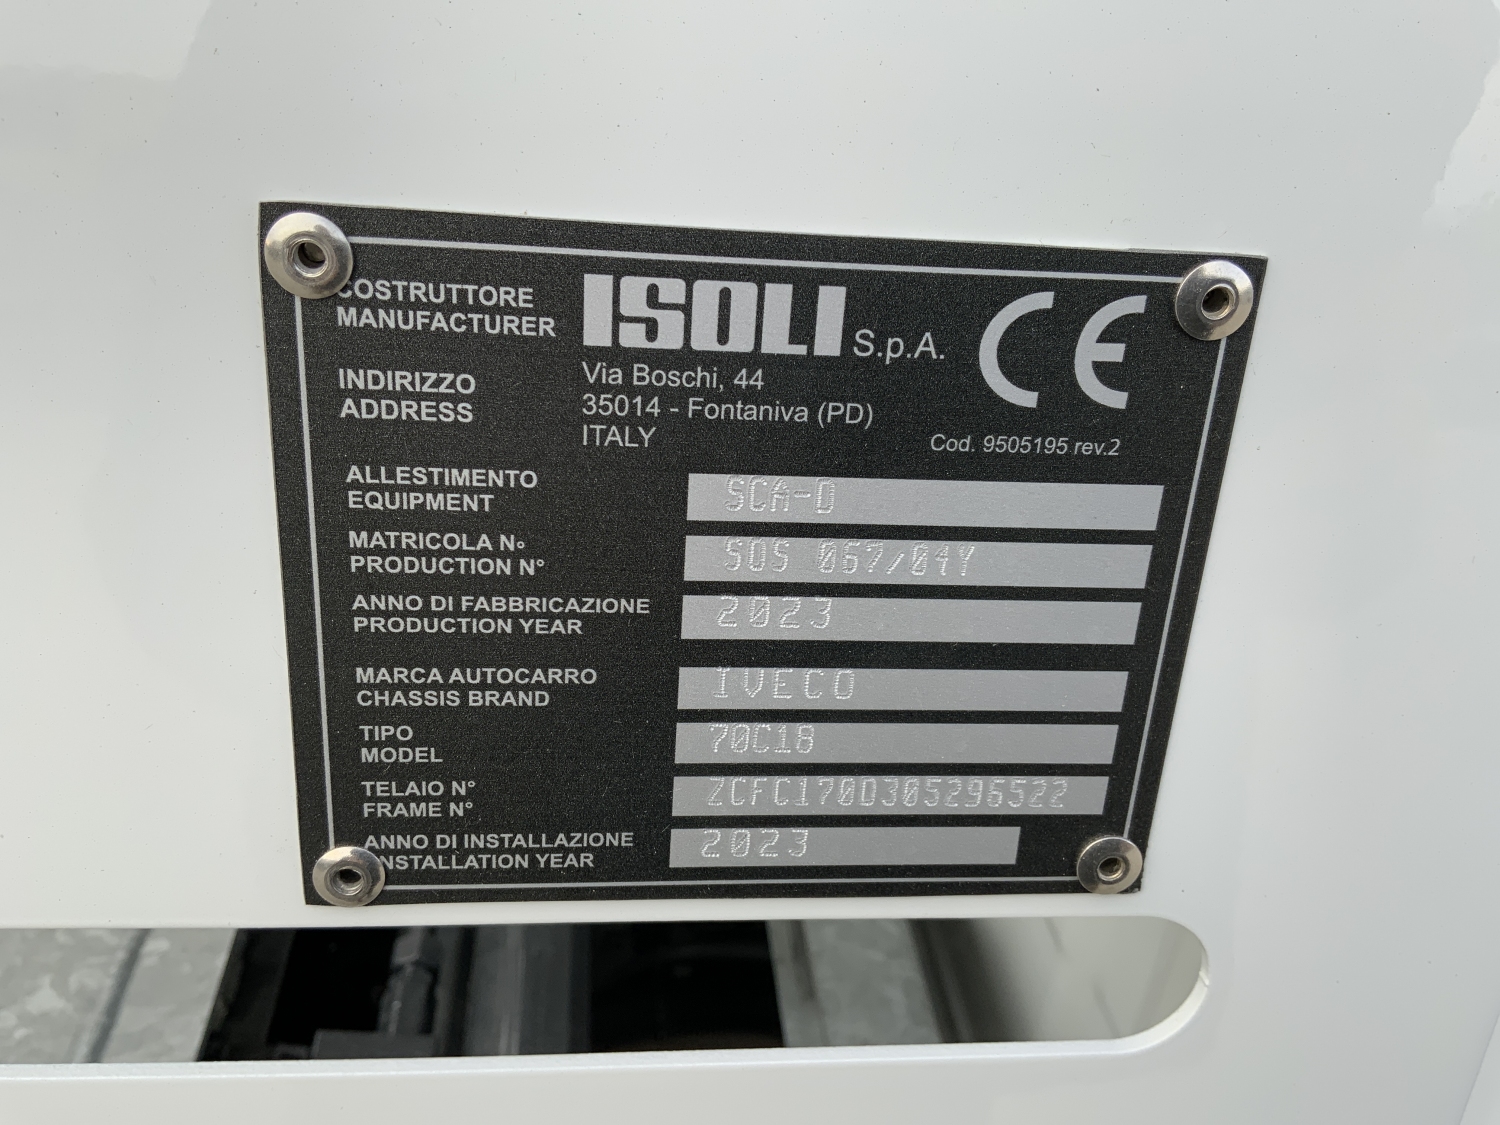 COSTRUTTORE
MANUFACTURER
ISOLI S.p.A.
CE
INDIRIZZO
ADDRESS
Via Boschi, 44
35014 - Fontaniva (PD)
ITALY
Cod. 9505195 rev.2
ALLESTIMENTO
EQUIPMENT
SCA-D
MATRICOLA N°
PRODUCTION N°
SOS 067/04Y
ANNO DI FABBRICAZIONE
PRODUCTION YEAR
2023
MARCA AUTOCARRO
CHASSIS BRAND
IVECO
TIPO
MODEL
70C18
TELAIO N°
FRAME N°
ZCFC170D305296522
ANNO DI INSTALLAZIONE
INSTALLATION YEAR
2023